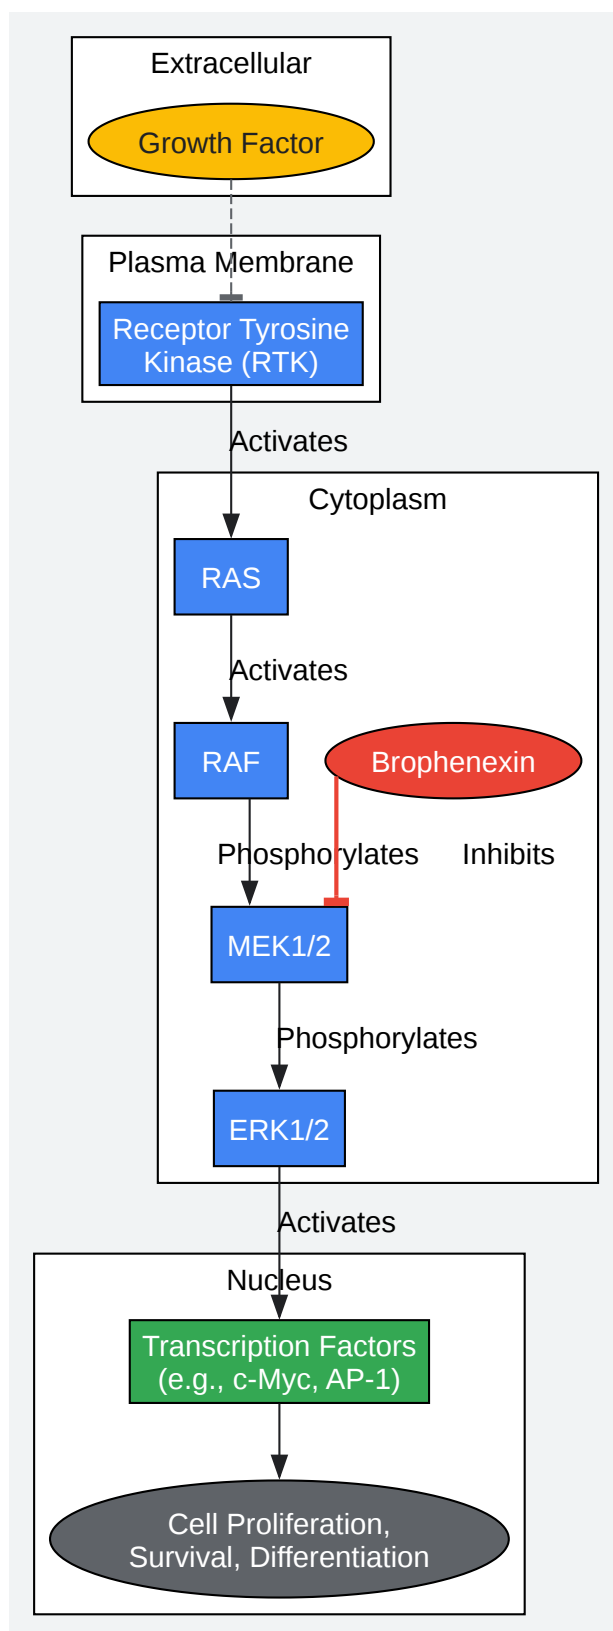 Extracellular
Growth Factor
Plasma Membrane
Receptor Tyrosine
Kinase (RTK)
Activates
Cytoplasm
RAS
Activates
RAF
Brophenexin
Phosphorylates
Inhibits
MEK1/2
Phosphorylates
ERK1/2
Activates
Nucleus
Transcription Factors
(e.g., c-Myc, AP-1)
Cell Proliferation,
Survival, Differentiation